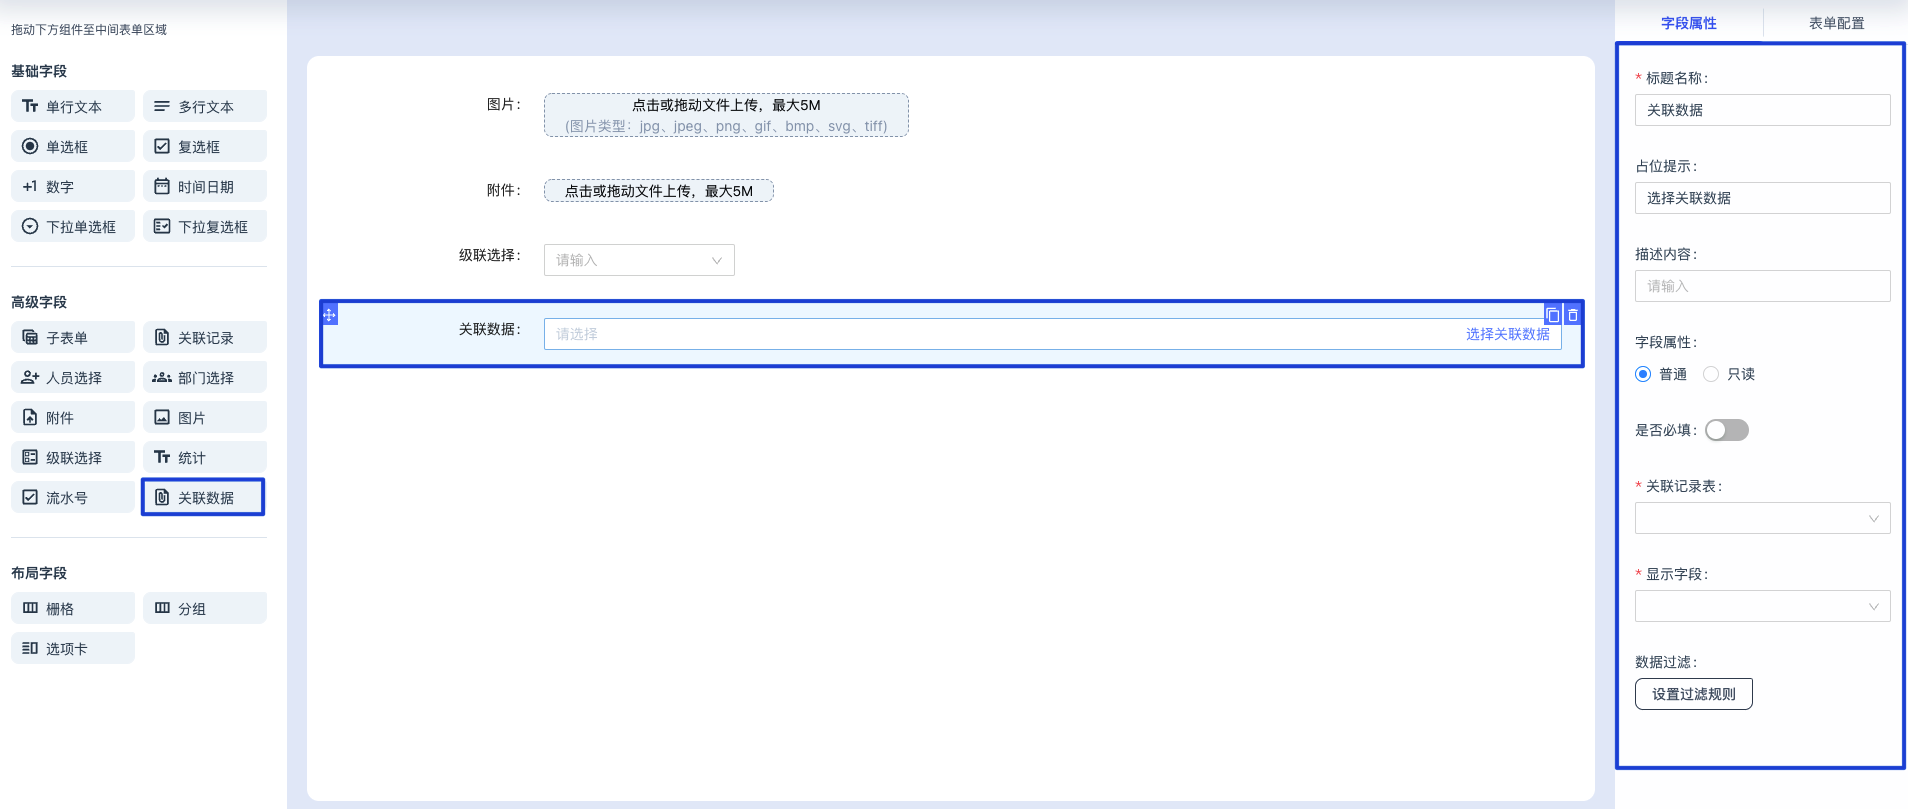 拖动下方组件至中间表单区域
基础字段
单行文本
多行文本
单选框
复选框
+1 数字
时间日期
下拉单选框
下拉复选框
高级字段
子表单
关联记录
人员选择
部门选择
附件
图片
级联选择
统计
流水号
关联数据
布局字段
栅格
分组
选项卡
图片:
点击或拖动文件上传，最大5M
(图片类型：jpg、jpeg、png、gif、bmp、svg、tiff)
附件:
点击或拖动文件上传，最大5M
级联选择:
请输入
关联数据:
请选择
选择关联数据
字段属性
表单配置
* 标题名称:
关联数据
占位提示:
选择关联数据
描述内容:
请输入
字段属性:
普通
只读
是否必填:
* 关联记录表:
* 显示字段:
数据过滤:
设置过滤规则